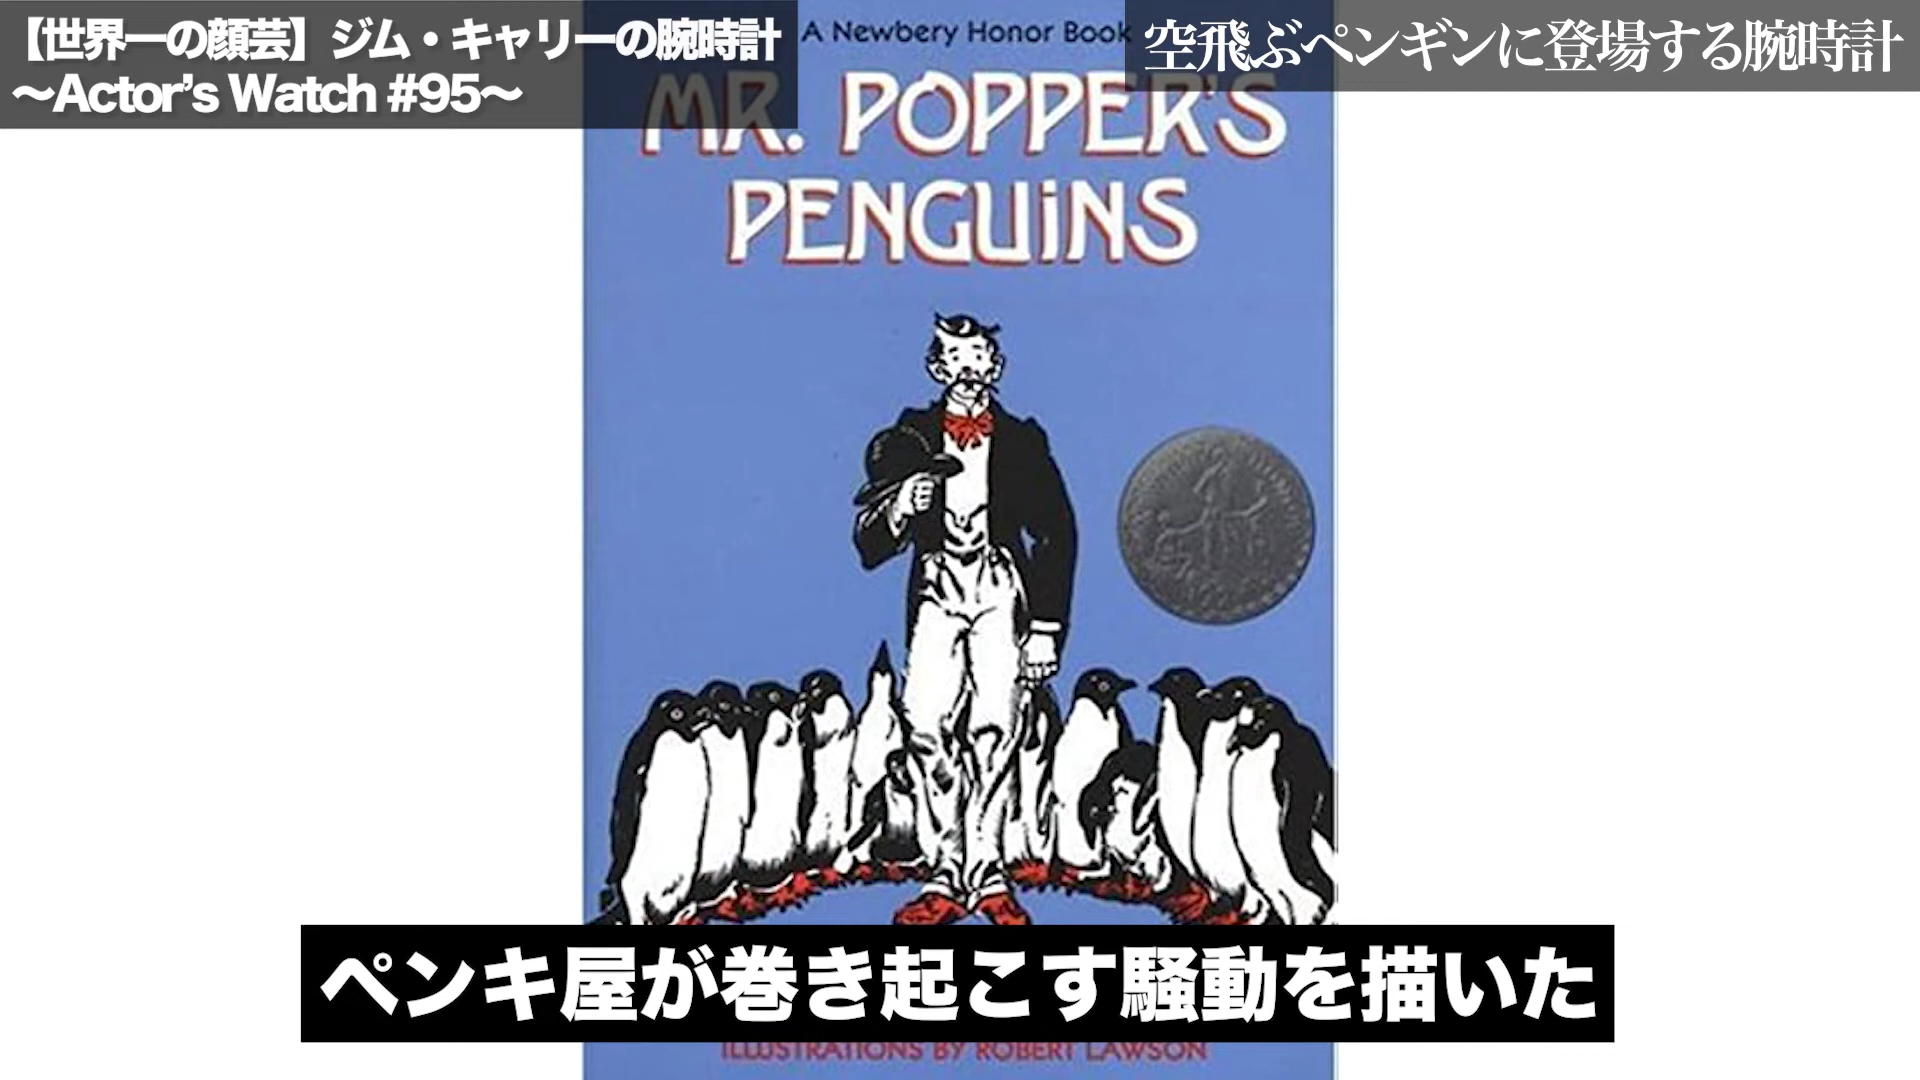 【世界一の顔芸】ジム・キャリーの腕時計
〜Actor's Watch #95〜
空飛ぶペンギンに登場する腕時計
A Newbery Honor Book
MR. POPPER'S
PENGUiNS
ペンキ屋が巻き起こす騒動を描いた
ILLUSTRATIONS BY ROBERT LAWSON